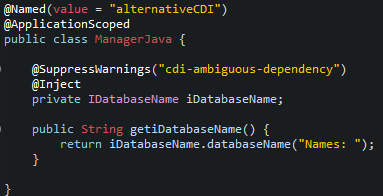 @Named(value = "alternativeCDI")
@ApplicationScoped
public class ManagerJava {
@SuppressWarnings("cdi-ambiguous-dependency")
@Inject
private IDatabaseName iDatabaseName;
public String getiDatabaseName() {
return iDatabaseName.databaseName("Names: ");
}
}